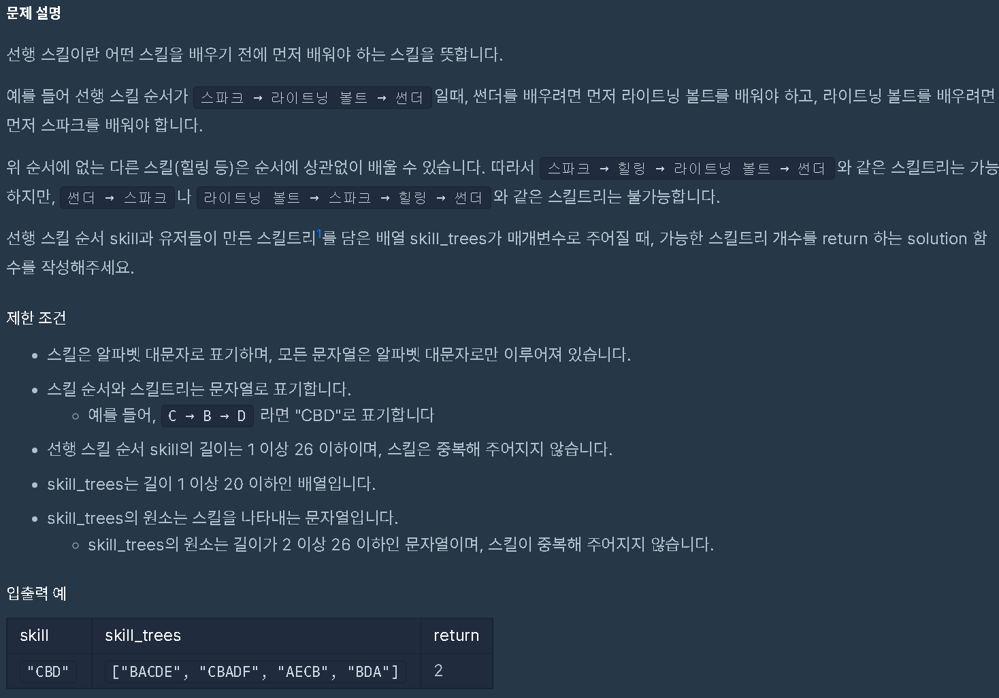 문제 설명
선행 스킬이란 어떤 스킬을 배우기 전에 먼저 배워야 하는 스킬을 뜻합니다.
예를 들어 선행 스킬 순서가 스파크 → 라이트닝 볼트 → 썬더 일때, 썬더를 배우려면 먼저 라이트닝 볼트를 배워야 하고, 라이트닝 볼트를 배우려면
먼저 스파크를 배워야 합니다.
위 순서에 없는 다른 스킬(힐링 등)은 순서에 상관없이 배울 수 있습니다. 따라서 스파크 → 힐링 → 라이트닝 볼트 → 썬더 와 같은 스킬트리는 가능
하지만, 썬더 → 스파크 나 라이트닝 볼트 → 스파크 → 힐링 → 썬더 와 같은 스킬트리는 불가능합니다.
선행 스킬 순서 skill과 유저들이 만든 스킬트리1를 담은 배열 skill_trees가 매개변수로 주어질 때, 가능한 스킬트리 개수를 return 하는 solution 함
수를 작성해주세요.
제한 조건
• 스킬은 알파벳 대문자로 표기하며, 모든 문자열은 알파벳 대문자로만 이루어져 있습니다.
• 스킬 순서와 스킬트리는 문자열로 표기합니다.
◦ 예를 들어, C → B → D 라면 "CBD"로 표기합니다
• 선행 스킬 순서 skill의 길이는 1 이상 26 이하이며, 스킬은 중복해 주어지지 않습니다.
• skill_trees는 길이 1 이상 20 이하인 배열입니다.
• skill_trees의 원소는 스킬을 나타내는 문자열입니다.
◦ skill_trees의 원소는 길이가 2 이상 26 이하인 문자열이며, 스킬이 중복해 주어지지 않습니다.
입출력 예
skill skill_trees return
"CBD" ["BACDE", "CBADF", "AECB", "BDA"] 2